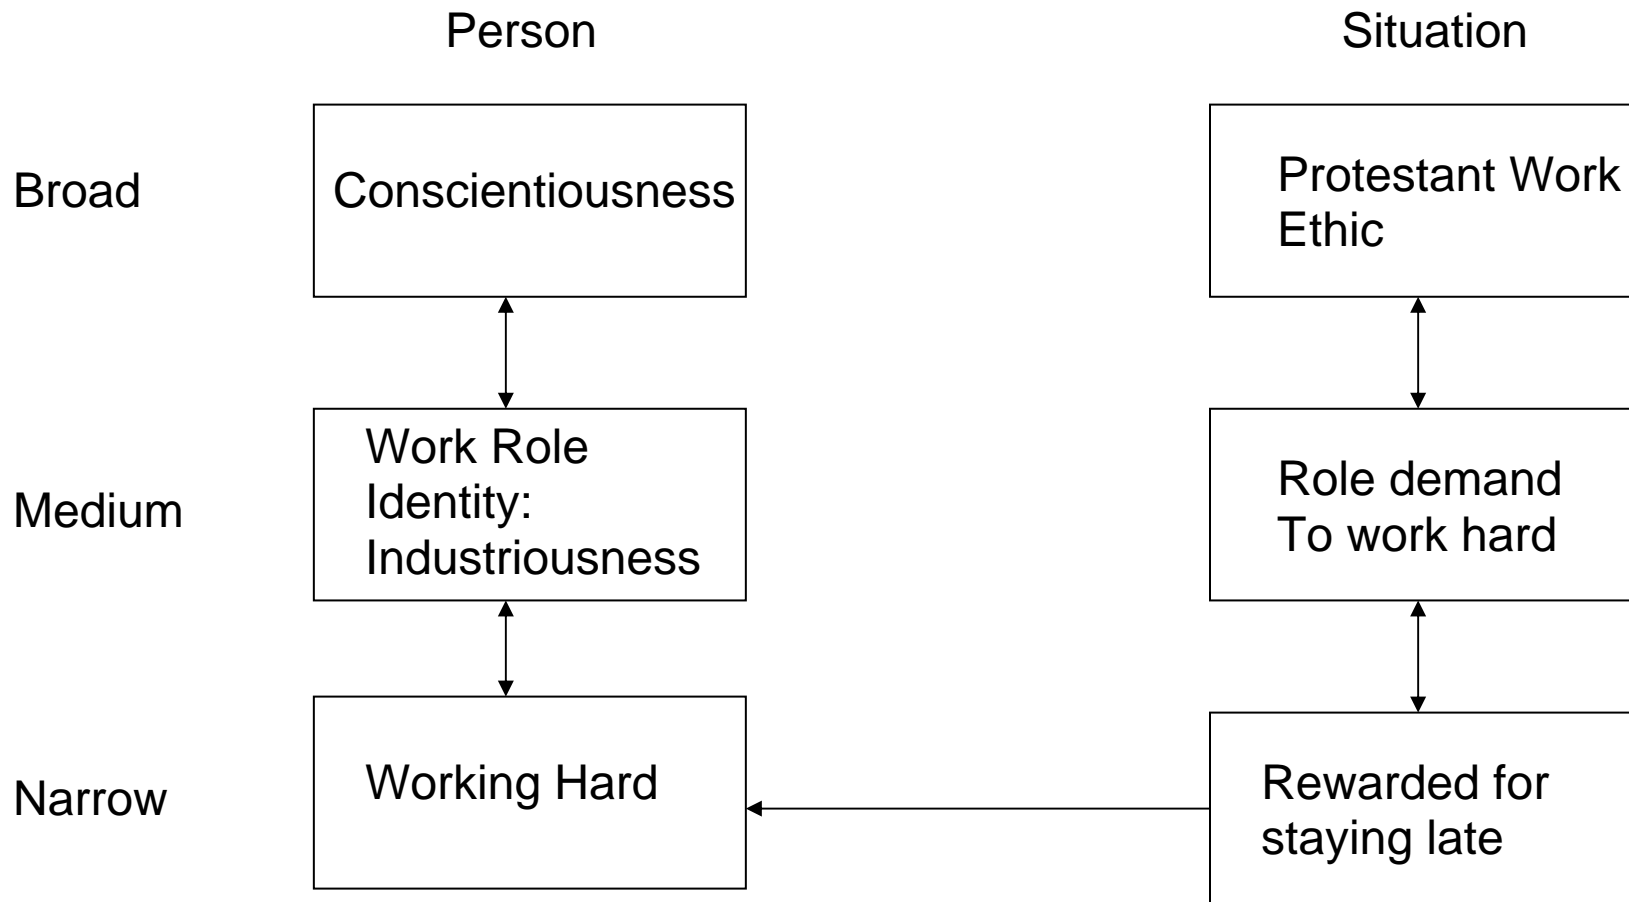 Person
Situation
Broad
Conscientiousness
Protestant Work
Ethic
Medium
Work Role
Identity:
Industriousness
Role demand
To work hard
Narrow
Working Hard
Rewarded for
staying late